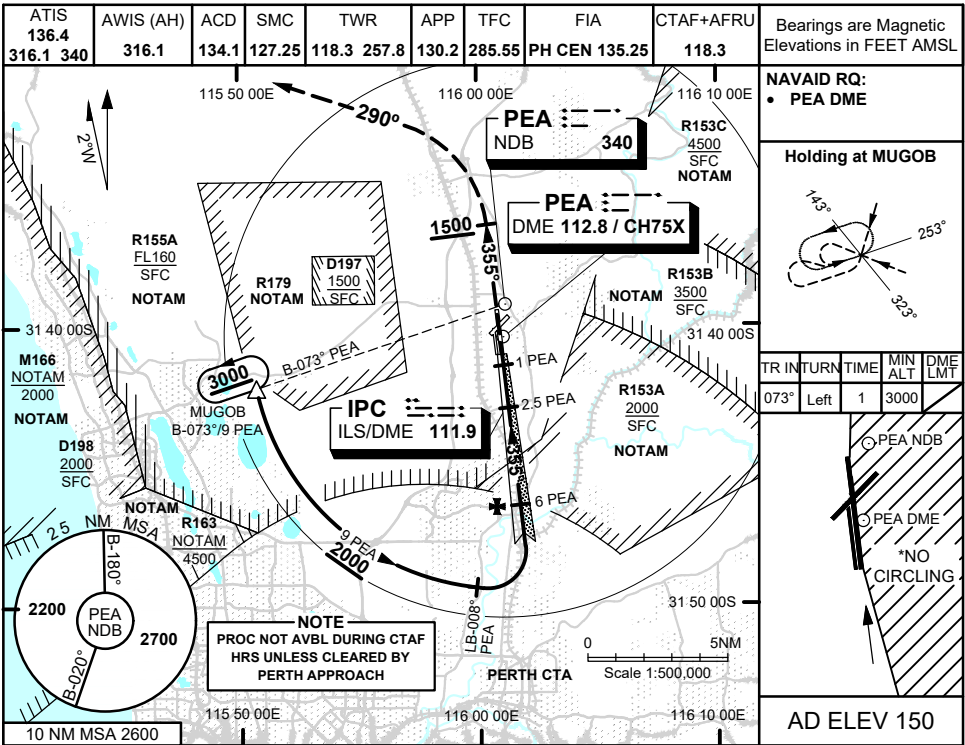 ATIS
136.4
316.1 340
AWIS (AH)
316.1
ACD
134.1
SMC
127.25
TWR
118.3 257.8
APP
130.2
TFC
285.55
FIA
PH CEN 135.25
CTAF+AFRU
118.3
Bearings are Magnetic
Elevations in FEET AMSL
NAVAID RQ:
• PEA DME
Holding at MUGOB
143°
253°
323°
TR IN
TURN
TIME
MIN
ALT
DME
LMT
073°
Left
1
3000
PEA NDB
PEA DME
*NO
CIRCLING
AD ELEV 150
115 50 00E
116 00 00E
116 10 00E
2°W
290°
PEA
NDB 340
R153C
4500
SFC
NOTAM
PEA
DME 112.8 / CH75X
1500
355°
R155A
FL160
SFC
NOTAM
R179
NOTAM
D197
1500
SFC
R153B
3500
SFC
NOTAM
31 40 00S
31 40 00S
M166
NOTAM
2000
NOTAM
B-073° PEA
3000
1 PEA
MUGOB
B-073°/9 PEA
IPC
ILS/DME 111.9
2.5 PEA
R153A
2000
SFC
NOTAM
355
D198
2000
SFC
NOTAM
R163
NOTAM
4500
6 PEA
9 PEA
2000
25 NM MSA
B-180°
2200
PEA
NDB
2700
B-020°
10 NM MSA 2600
LB-008°
PEA
31 50 00S
NOTE
PROC NOT AVBL DURING CTAF
HRS UNLESS CLEARED BY
PERTH APPROACH
PERTH CTA
0 5NM
Scale 1:500,000
115 50 00E
116 00 00E
116 10 00E